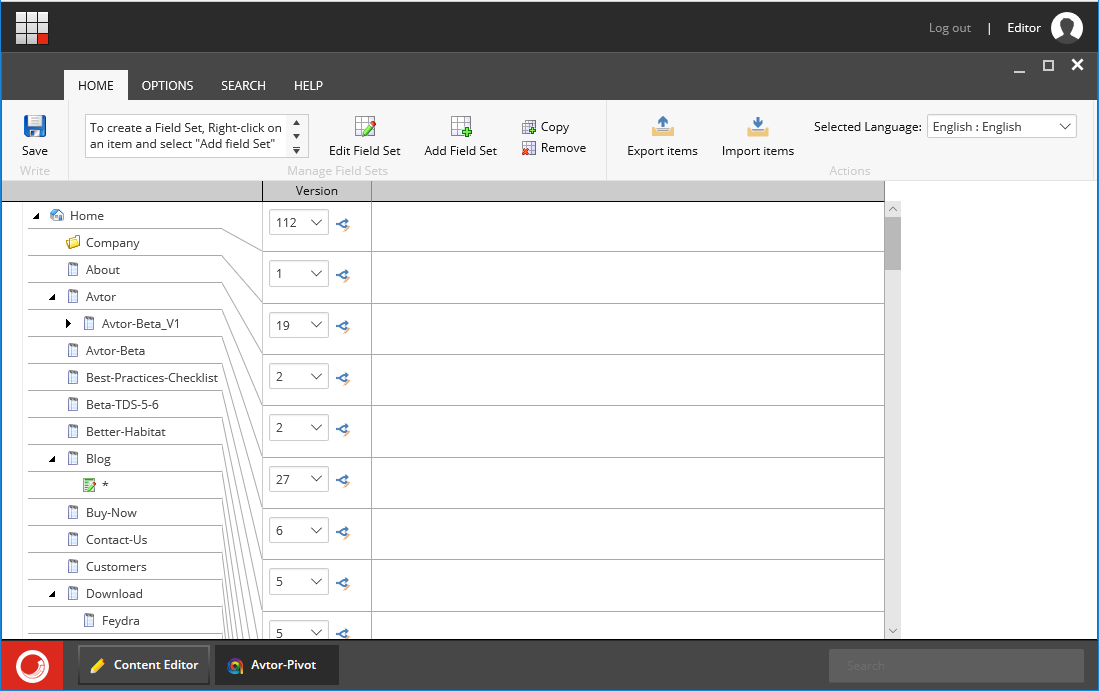 Log out | Editor
HOME OPTIONS SEARCH HELP
To create a Field Set, Right-click on
an item and select "Add field Set"
Save
Write
Edit Field Set
Add Field Set
Copy
Remove
Manage Field Sets
Export items
Import items
Selected Language: English : English
Actions
Version
Home
Company
About
Avtor
Avtor-Beta_V1
Avtor-Beta
Best-Practices-Checklist
Beta-TDS-5-6
Better-Habitat
Blog
*
Buy-Now
Contact-Us
Customers
Download
Feydra
112
1
19
2
2
27
6
5
5
Content Editor
Avtor-Pivot
Search